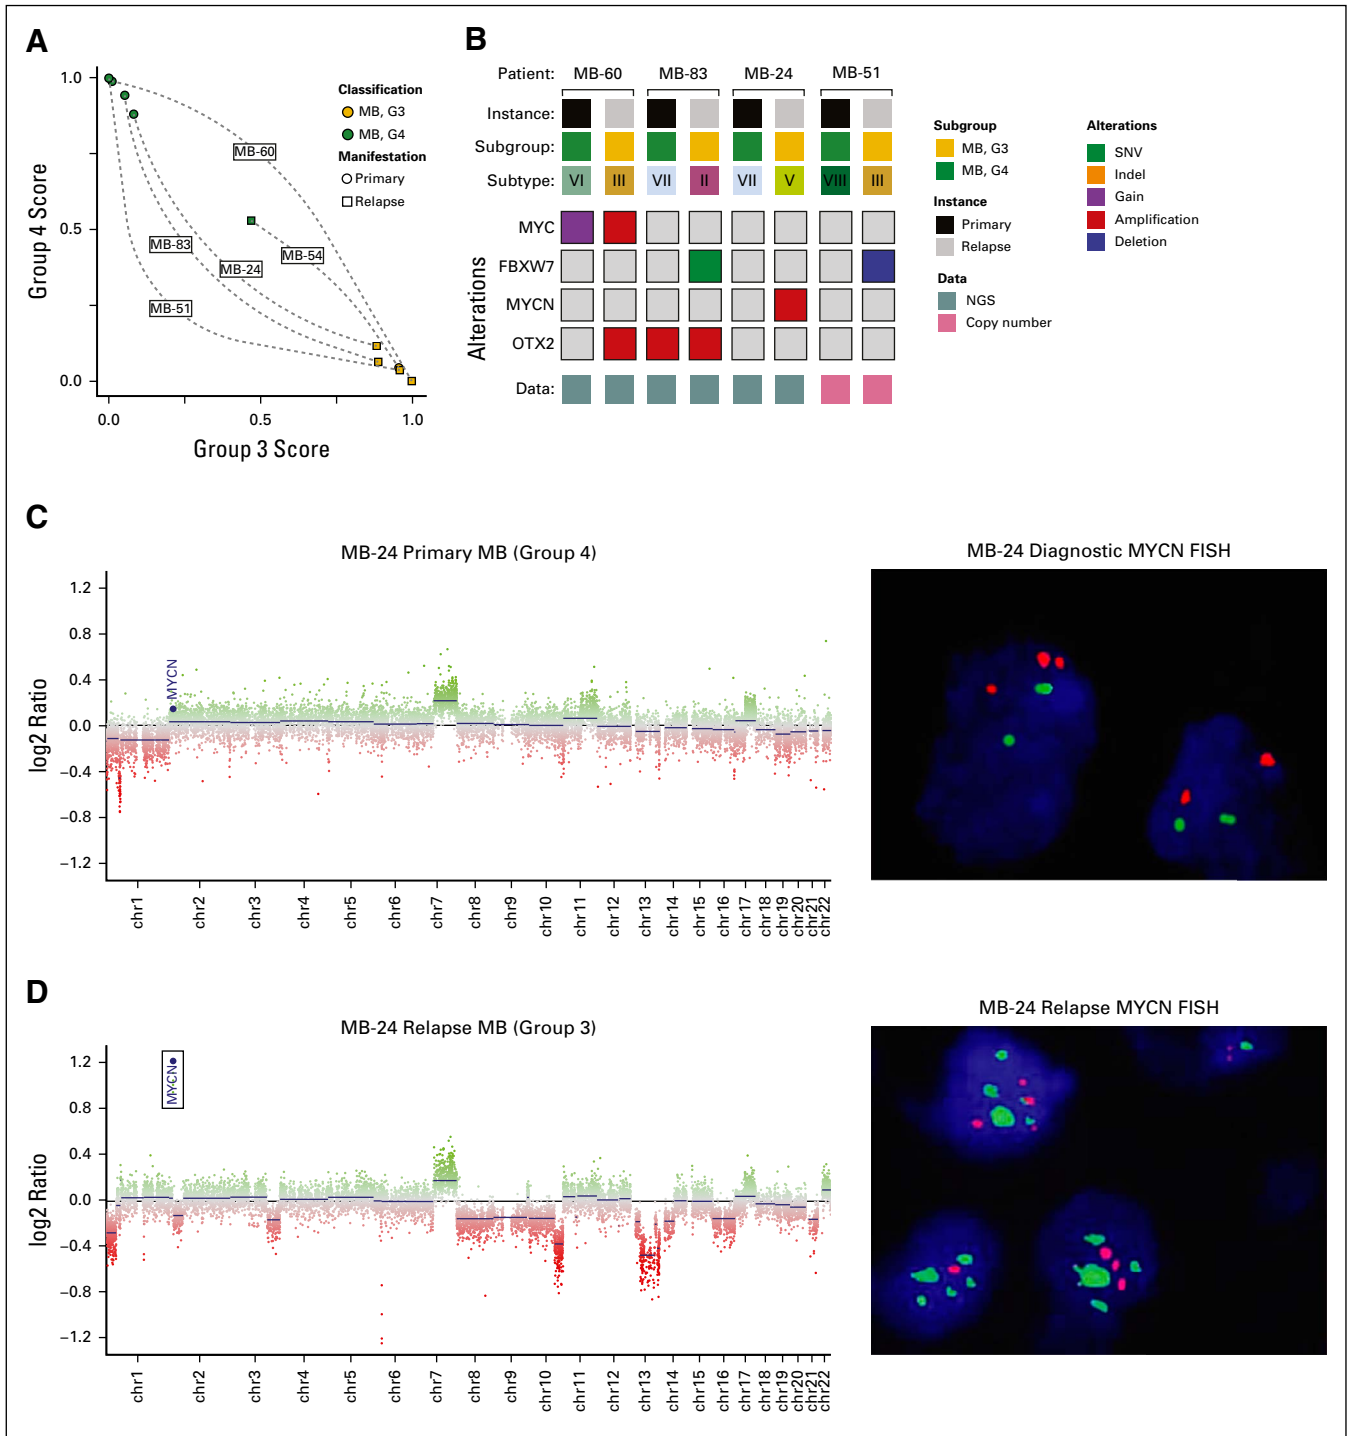 A
1.0
0.5
0.0
0.0
0.5
1.0
Group 4 Score
Group 3 Score
MB-60
MB-83
MB-24
MB-54
MB-51
Classification
MB, G3
MB, G4
Manifestation
Primary
Relapse
B
Patient: MB-60 MB-83 MB-24 MB-51
Instance:
Subgroup:
Subtype: VI III VII II VII V VIII III
Alterations
MYC
FBXW7
MYCN
OTX2
Data:
Subgroup
MB, G3
MB, G4
Instance
Primary
Relapse
Data
NGS
Copy number
Alterations
SNV
Indel
Gain
Amplification
Deletion
C
MB-24 Primary MB (Group 4)
log2 Ratio
1.2
0.8
0.4
0.0
−0.4
−0.8
−1.2
MYCN
chr1 chr2 chr3 chr4 chr5 chr6 chr7 chr8 chr9 chr10 chr11 chr12 chr13 chr14 chr15 chr16 chr17 chr18 chr19 chr20 chr21 chr22
MB-24 Diagnostic MYCN FISH
D
MB-24 Relapse MB (Group 3)
log2 Ratio
1.2
0.8
0.4
0.0
−0.4
−0.8
−1.2
MYCN
chr1 chr2 chr3 chr4 chr5 chr6 chr7 chr8 chr9 chr10 chr11 chr12 chr13 chr14 chr15 chr16 chr17 chr18 chr19 chr20 chr21 chr22
MB-24 Relapse MYCN FISH